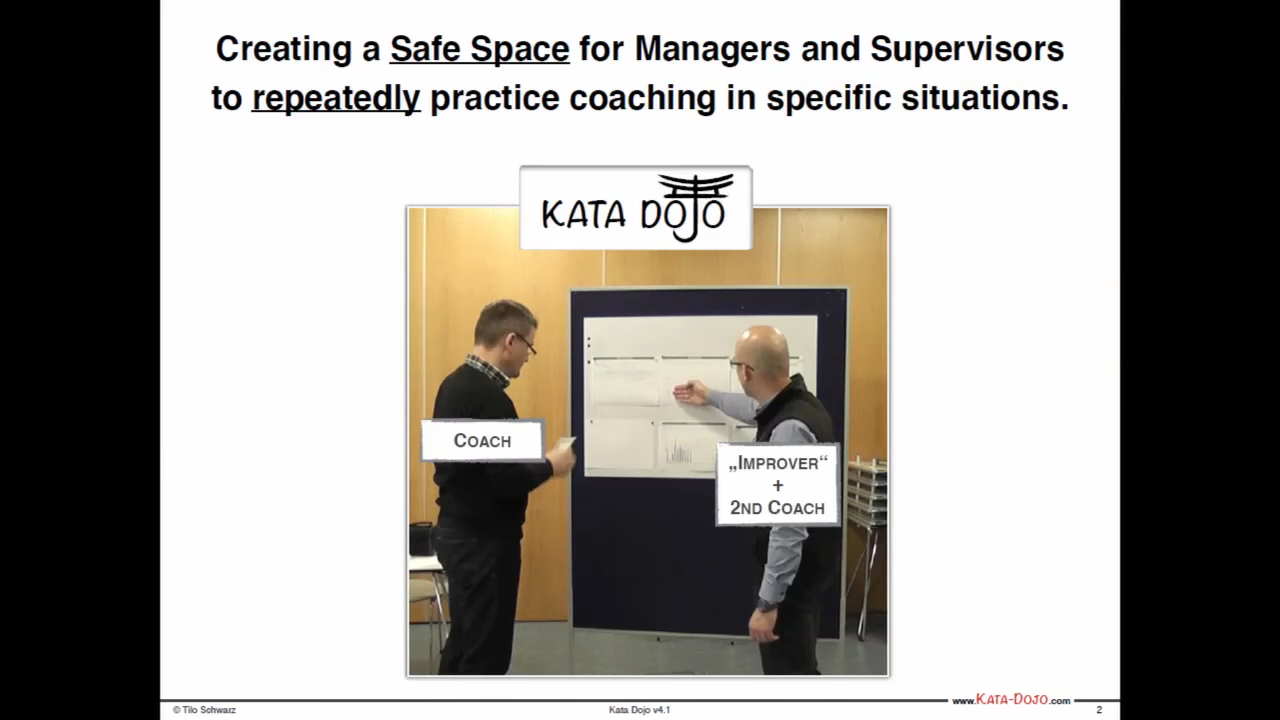 Creating a Safe Space for Managers and Supervisors
to repeatedly practice coaching in specific situations.
KATA DOJO
COACH
„IMPROVER“
+
2ND COACH
© Tilo Schwarz
Kata Dojo v4.1
www.KATA-DOJO.com
2